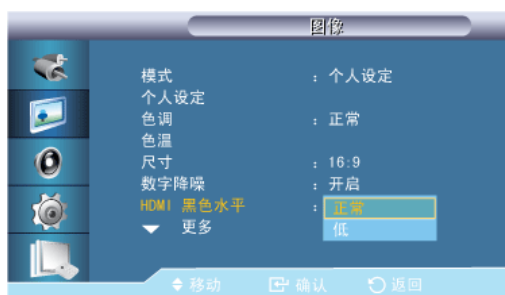 图像
模式 : 个人设定
个人设定
色调 : 正常
色温
尺寸 : 16:9
数字降噪 : 开启
HDMI 黑色水平 : 正常
更多 低
移动 确认 返回